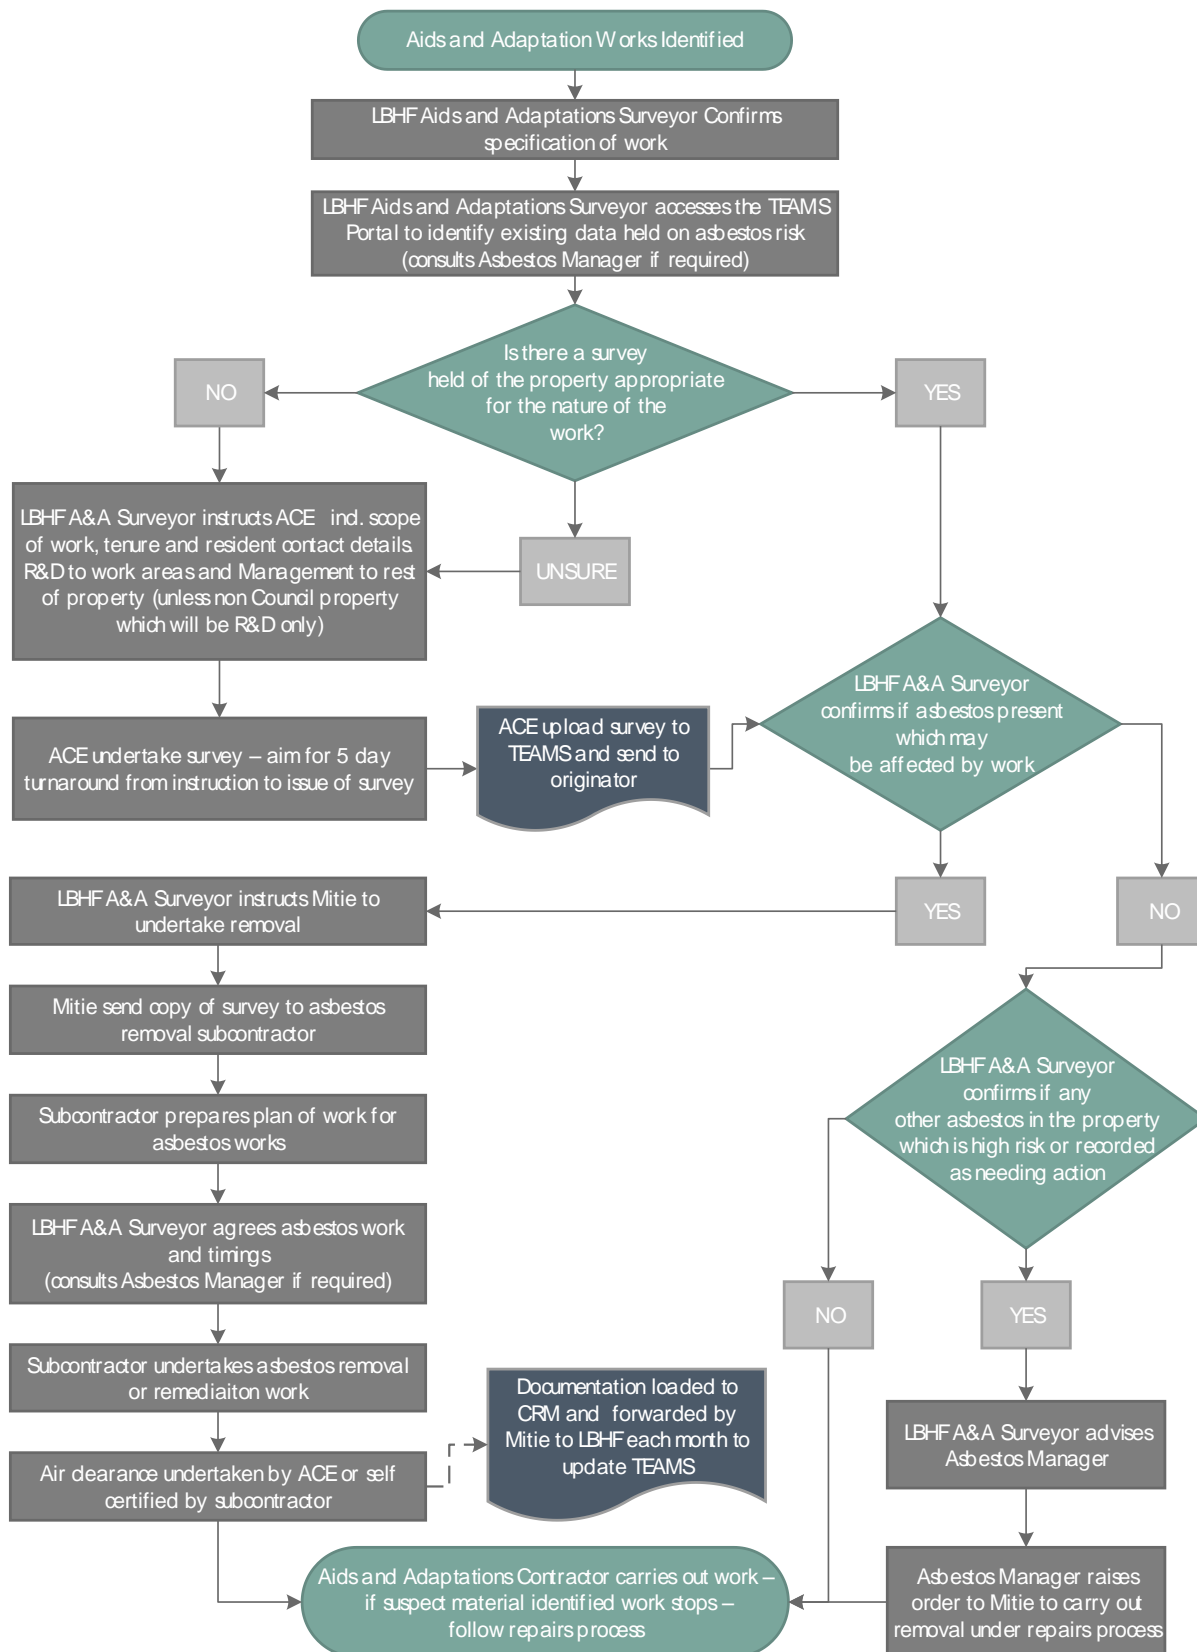 Aids and Adaptation Works Identified
LBHF Aids and Adaptations Surveyor Confirms
specification of work
LBHF Aids and Adaptations Surveyor accesses the TEAMS
Portal to identify existing data held on asbestos risk
(consults Asbestos Manager if required)
Is there a survey
held of the property appropriate
for the nature of the
work?
NO
YES
LBHF A&A Surveyor instructs ACE incl. scope
of work, tenure and resident contact details.
R&D to work areas and Management to rest
of property (unless non Council property
which will be R&D only)
UNSURE
LBHF A&A Surveyor
confirms if asbestos present
which may
be affected by work
ACE undertake survey – aim for 5 day
turnaround from instruction to issue of survey
ACE upload survey to
TEAMS and send to
originator
LBHF A&A Surveyor instructs Mitie to
undertake removal
YES
NO
Mitie send copy of survey to asbestos
removal subcontractor
Subcontractor prepares plan of work for
asbestos works
LBHF A&A Surveyor
confirms if any
other asbestos in the property
which is high risk or recorded
as needing action
LBHF A&A Surveyor agrees asbestos work
and timings
(consults Asbestos Manager if required)
NO
YES
Subcontractor undertakes asbestos removal
or remediaiton work
Documentation loaded to
CRM and forwarded by
Mitie to LBHF each month to
update TEAMS
LBHF A&A Surveyor advises
Asbestos Manager
Air clearance undertaken by ACE or self
certified by subcontractor
Aids and Adaptations Contractor carries out work –
if suspect material identified work stops –
follow repairs process
Asbestos Manager raises
order to Mitie to carry out
removal under repairs process